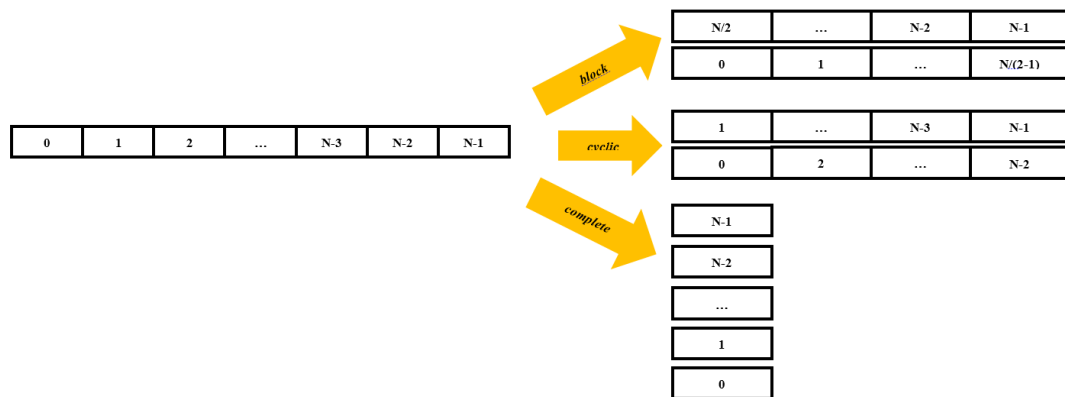 N/2 ... N-2 N-1
0 1 ... N/(2-1)
block
0 1 2 ... N-3 N-2 N-1
1 ... N-3 N-1
cyclic
0 2 ... N-2
complete
N-1
N-2
...
1
0